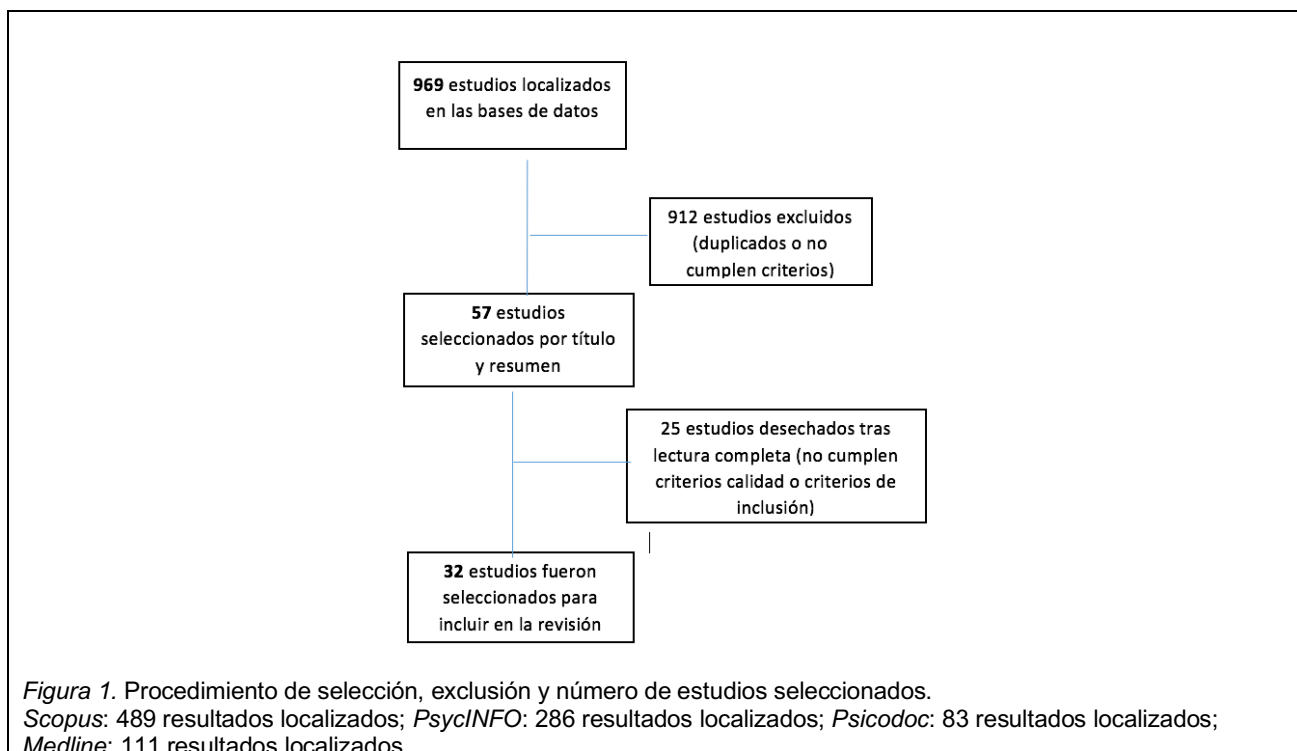 969 estudios localizados
en las bases de datos
912 estudios excluidos
(duplicados o no
cumplen criterios)
57 estudios
seleccionados por título
y resumen
25 estudios desechados tras
lectura completa (no cumplen
criterios calidad o criterios de
inclusión)
32 estudios fueron
seleccionados para
incluir en la revisión
Figura 1. Procedimiento de selección, exclusión y número de estudios seleccionados.
Scopus: 489 resultados localizados; PsycINFO: 286 resultados localizados; Psicodoc: 83 resultados localizados;
Medline: 111 resultados localizados